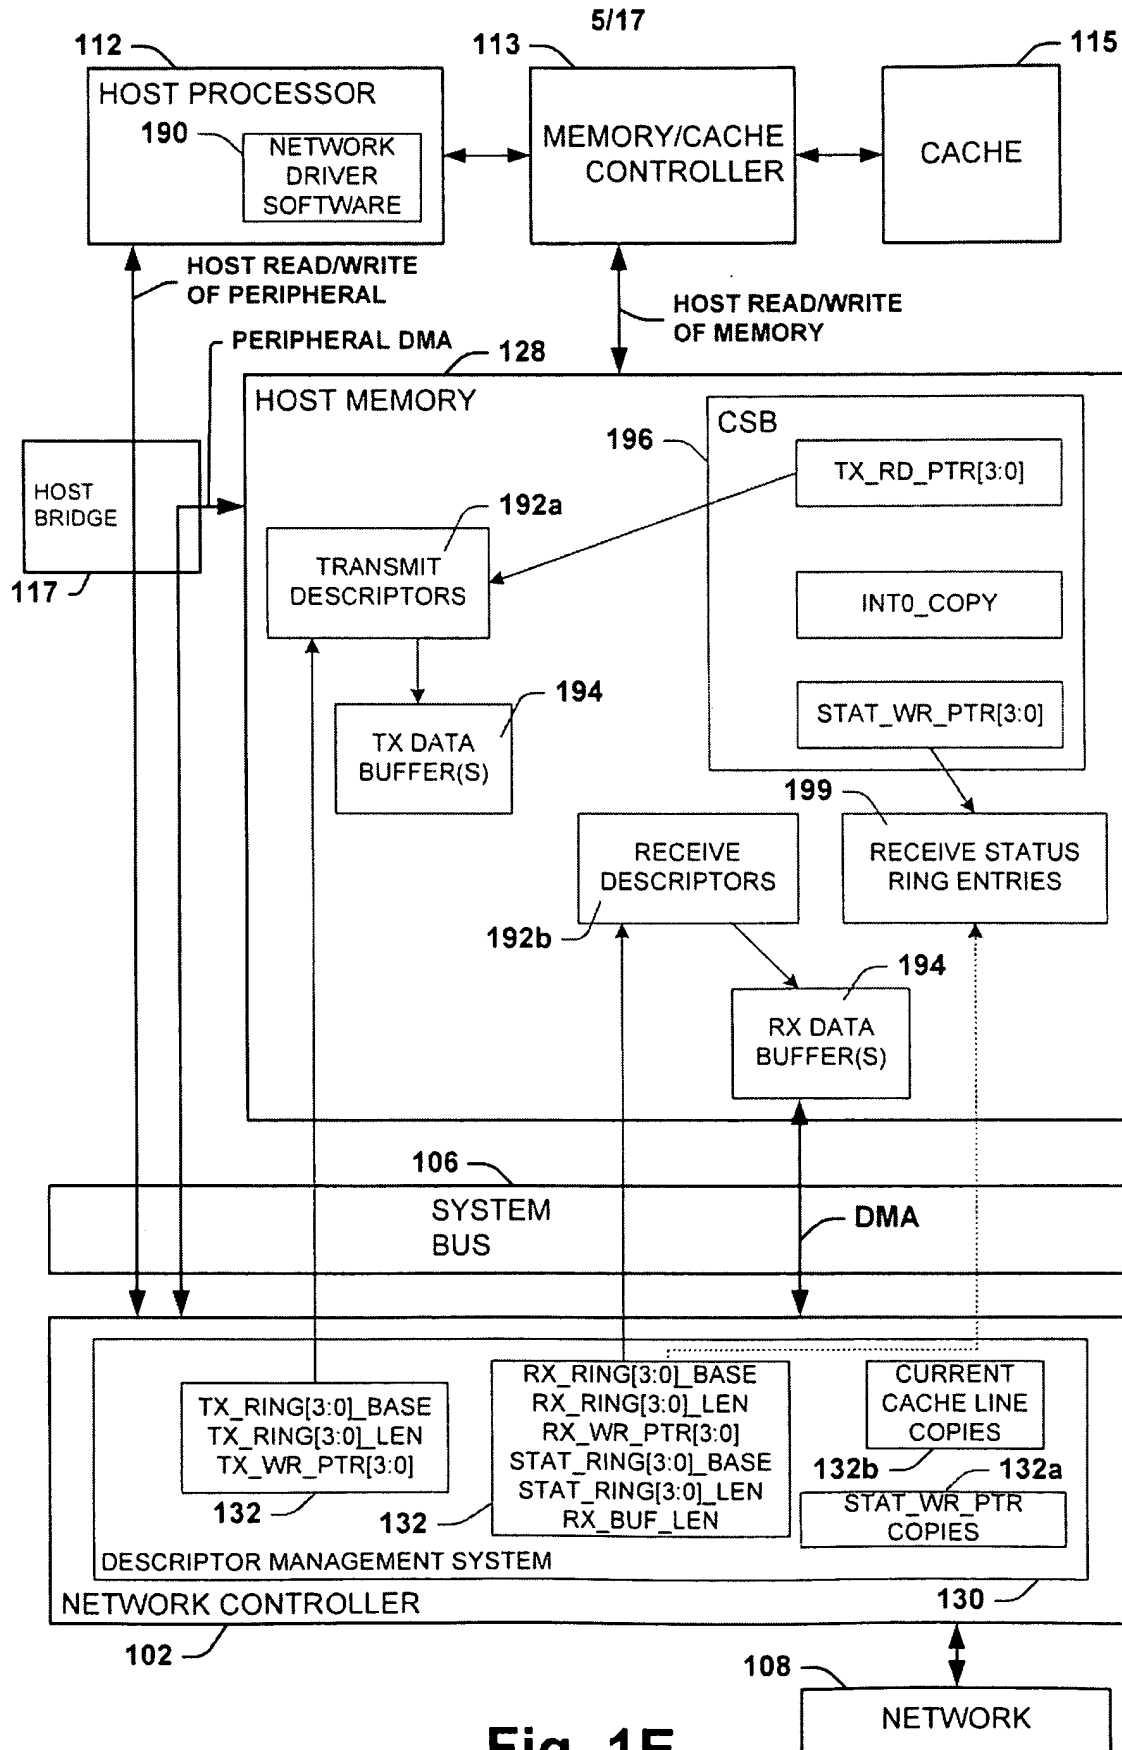 5/17
112
113
115
HOST PROCESSOR
190
NETWORK
DRIVER
SOFTWARE
MEMORY/CACHE
CONTROLLER
CACHE
HOST READ/WRITE
OF PERIPHERAL
HOST READ/WRITE
OF MEMORY
PERIPHERAL DMA
128
HOST MEMORY
CSB
196
TX_RD_PTR[3:0]
HOST
BRIDGE
117
192a
TRANSMIT
DESCRIPTORS
INT0_COPY
194
TX DATA
BUFFER(S)
STAT_WR_PTR[3:0]
199
RECEIVE
DESCRIPTORS
192b
RECEIVE STATUS
RING ENTRIES
194
RX DATA
BUFFER(S)
106
SYSTEM
BUS
DMA
TX_RING[3:0]_BASE
TX_RING[3:0]_LEN
TX_WR_PTR[3:0]
132
RX_RING[3:0]_BASE
RX_RING[3:0]_LEN
RX_WR_PTR[3:0]
STAT_RING[3:0]_BASE
STAT_RING[3:0]_LEN
RX_BUF_LEN
132
CURRENT
CACHE LINE
COPIES
132b
132a
STAT_WR_PTR
COPIES
DESCRIPTOR MANAGEMENT SYSTEM
130
NETWORK CONTROLLER
102
108
NETWORK
Fig. 1E